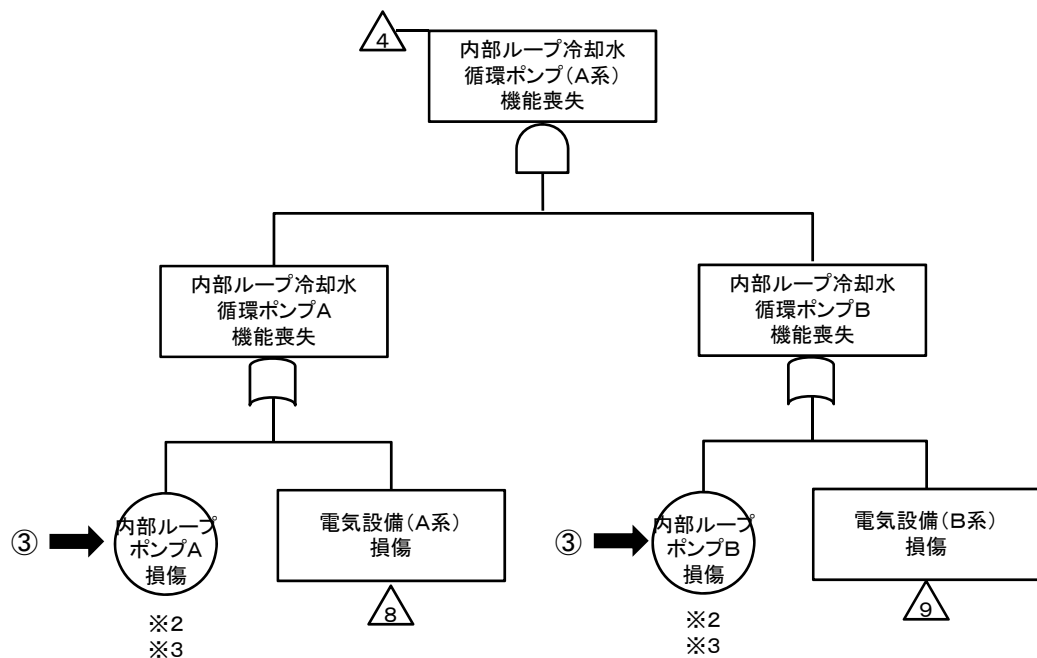 4
内部ループ冷却水
循環ポンプ(A系)
機能喪失
内部ループ冷却水
循環ポンプA
機能喪失
内部ループ冷却水
循環ポンプB
機能喪失
③
内部ループ
ポンプA
損傷
※2
※3
電気設備(A系)
損傷
8
③
内部ループ
ポンプB
損傷
※2
※3
電気設備(B系)
損傷
9